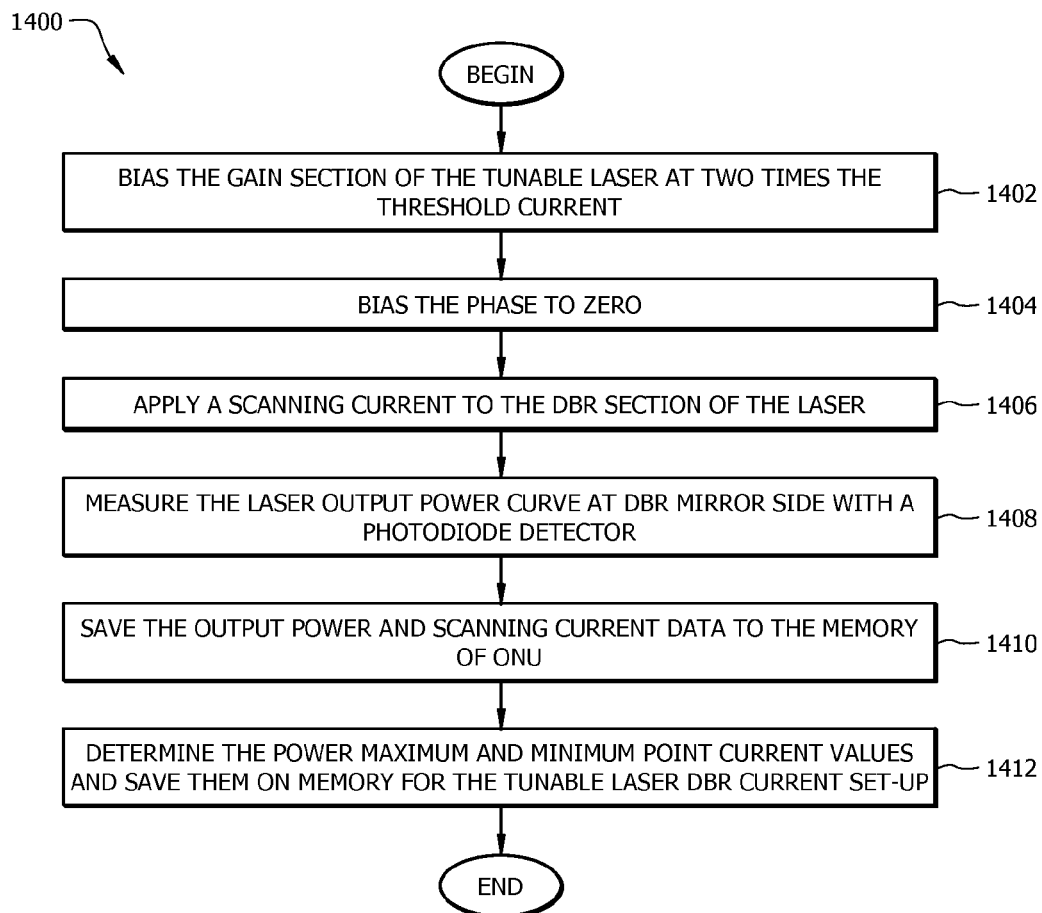 1400
BEGIN
BIAS THE GAIN SECTION OF THE TUNABLE LASER AT TWO TIMES THE
THRESHOLD CURRENT
1402
BIAS THE PHASE TO ZERO
1404
APPLY A SCANNING CURRENT TO THE DBR SECTION OF THE LASER
1406
MEASURE THE LASER OUTPUT POWER CURVE AT DBR MIRROR SIDE WITH A
PHOTODIODE DETECTOR
1408
SAVE THE OUTPUT POWER AND SCANNING CURRENT DATA TO THE MEMORY
OF ONU
1410
DETERMINE THE POWER MAXIMUM AND MINIMUM POINT CURRENT VALUES
AND SAVE THEM ON MEMORY FOR THE TUNABLE LASER DBR CURRENT SET-UP
1412
END